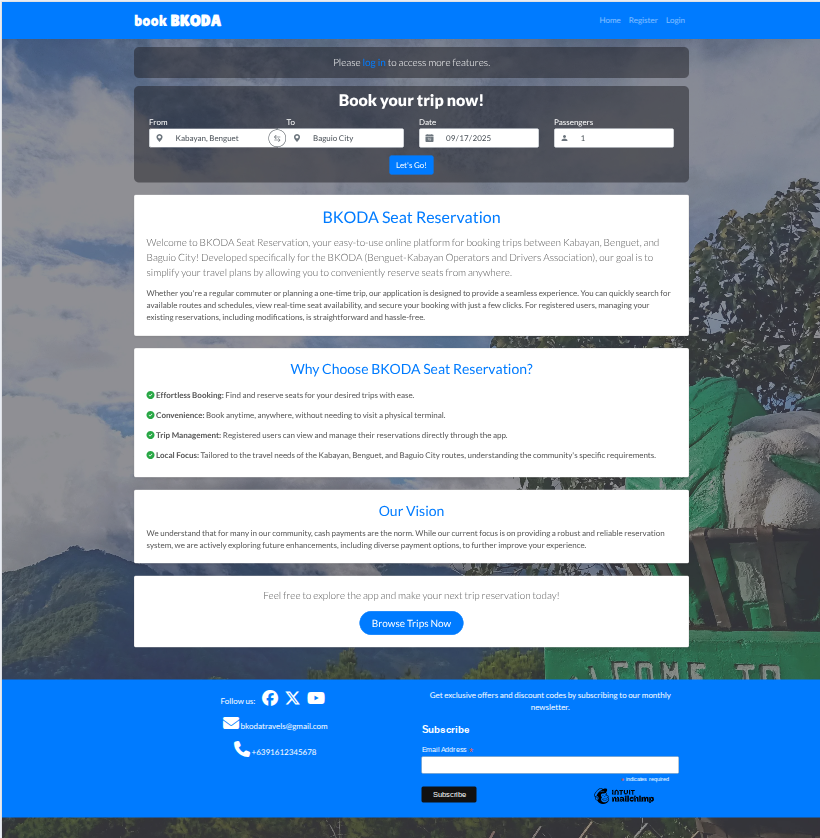 book BKODA
Home Register Login
Please log in to access more features.
Book your trip now!
From
To
Date
Passengers
Kabayan, Benguet
Baguio City
09/17/2025
1
Let's Go!
BKODA Seat Reservation
Welcome to BKODA Seat Reservation, your easy-to-use online platform for booking trips between Kabayan, Benguet, and
Baguio City! Developed specifically for the BKODA (Benguet-Kabayan Operators and Drivers Association), our goal is to
simplify your travel plans by allowing you to conveniently reserve seats from anywhere.
Whether you're a regular commuter or planning a one-time trip, our application is designed to provide a seamless experience. You can quickly search for
available routes and schedules, view real-time seat availability, and secure your booking with just a few clicks. For registered users, managing your
existing reservations, including modifications, is straightforward and hassle-free.
Why Choose BKODA Seat Reservation?
Effortless Booking: Find and reserve seats for your desired trips with ease.
Convenience: Book anytime, anywhere, without needing to visit a physical terminal.
Trip Management: Registered users can view and manage their reservations directly through the app.
Local Focus: Tailored to the travel needs of the Kabayan, Benguet, and Baguio City routes, understanding the community's specific requirements.
Our Vision
We understand that for many in our community, cash payments are the norm. While our current focus is on providing a robust and reliable reservation
system, we are actively exploring future enhancements, including diverse payment options, to further improve your experience.
Feel free to explore the app and make your next trip reservation today!
Browse Trips Now
TO
Follow us:
bkodatravels@gmail.com
+6391612345678
Get exclusive offers and discount codes by subscribing to our monthly
newsletter.
Subscribe
Email Address *
* indicates required
Subscribe
INTUIT
mailchimp